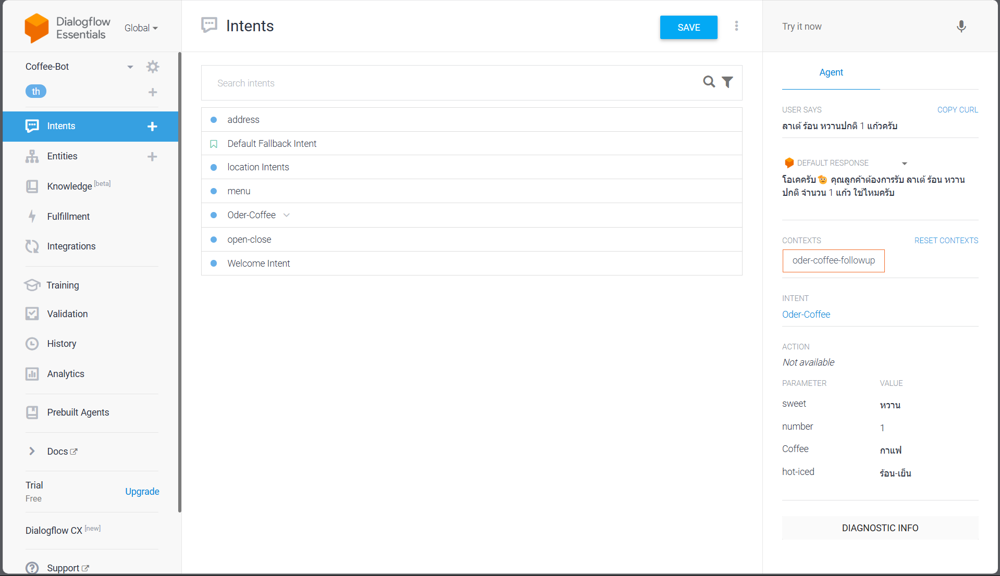 Dialogflow
Essentials
Global
Coffee-Bot
th
Intents
Entities
Knowledge [beta]
Fulfillment
Integrations
Training
Validation
History
Analytics
Prebuilt Agents
Docs
Trial
Free
Upgrade
Dialogflow CX [new]
Support
Intents
SAVE
Search intents
address
Default Fallback Intent
location Intents
menu
Oder-Coffee
open-close
Welcome Intent
Try it now
Agent
USER SAYS COPY CURL
ลาเต้ ร้อน หวานปกติ 1 แก้วครับ
DEFAULT RESPONSE
โอเคครับ🫡 คุณลูกค้าต้องการรับ ลาเต้ ร้อน หวาน
ปกติ จำนวน 1 แก้ว ใช่ไหมครับ
CONTEXTS RESET CONTEXTS
oder-coffee-followup
INTENT
Oder-Coffee
ACTION
Not available
PARAMETER VALUE
sweet หวาน
number 1
Coffee กาแฟ
hot-iced ร้อน-เย็น
DIAGNOSTIC INFO